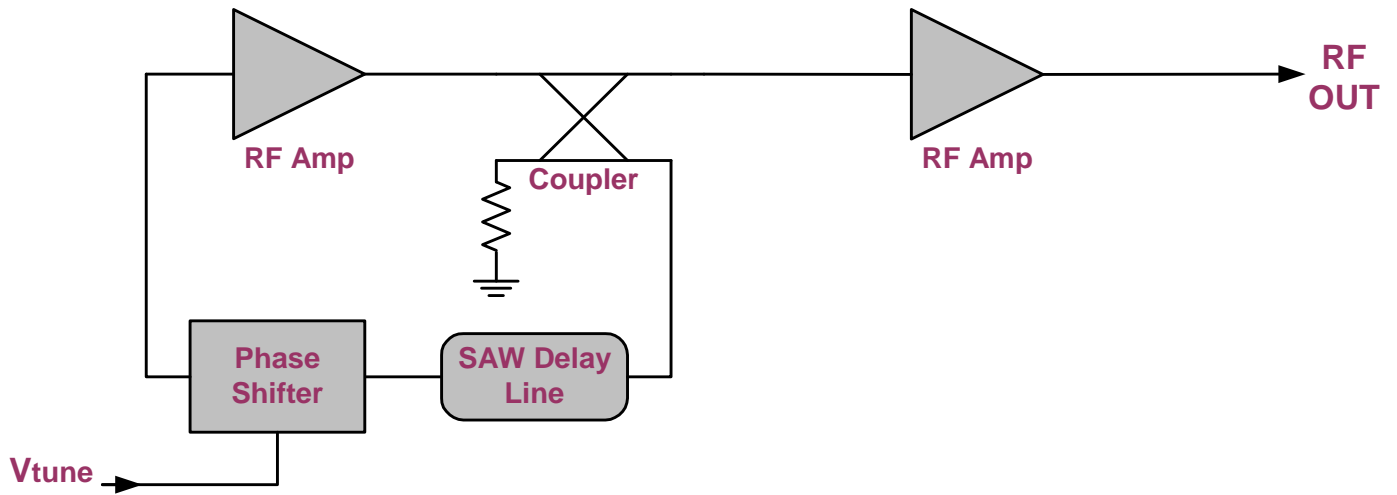 RF
OUT
RF Amp
RF Amp
Coupler
Phase
Shifter
SAW Delay
Line
Vtune